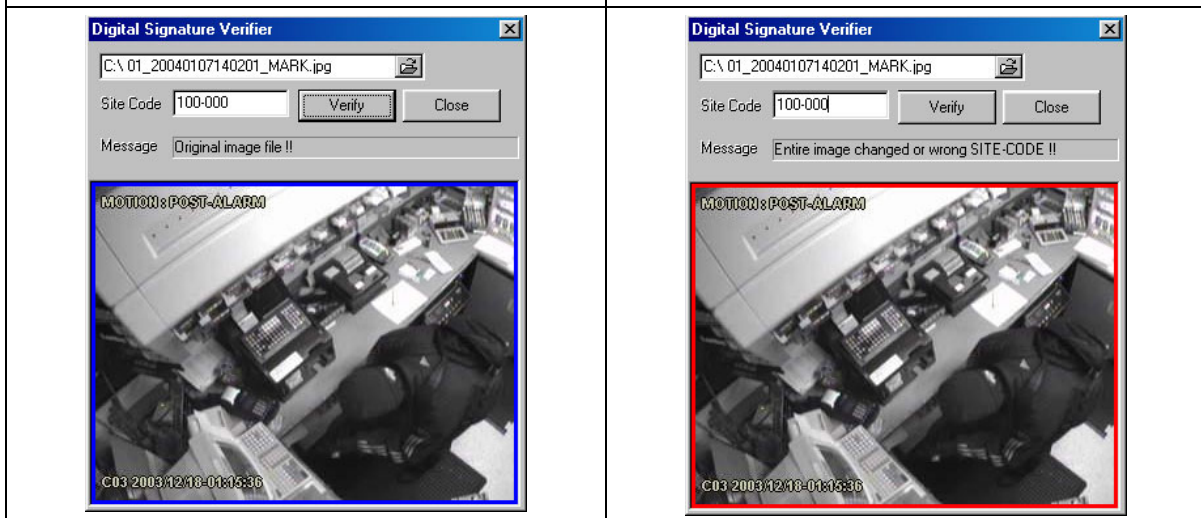 Digital Signature Verifier
C:\ 01_20040107140201_MARK.jpg
Site Code 100-000 Verify Close
Message Original image file !!
MOTION:POST-ALARM
C03 2003/12/18-01:15:36
Digital Signature Verifier
C:\ 01_20040107140201_MARK.jpg
Site Code 100-000 Verify Close
Message Entire image changed or wrong SITE-CODE !!
MOTION:POST-ALARM
C03 2003/12/18-01:15:36